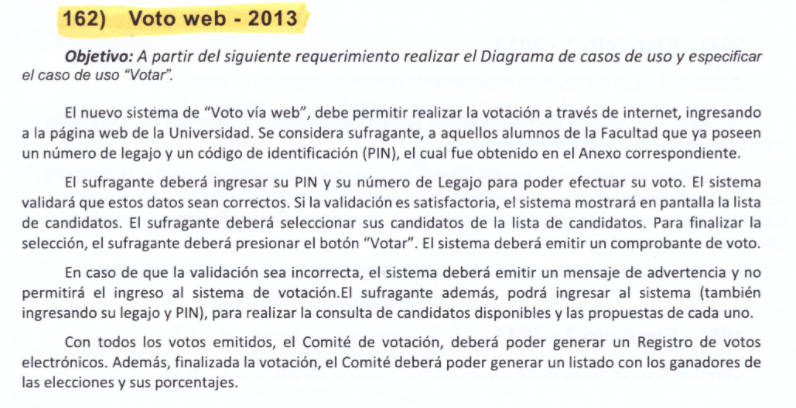 162) Voto web - 2013
Objetivo: A partir del siguiente requerimiento realizar el Diagrama de casos de uso y especificar
el caso de uso “Votar”.
El nuevo sistema de “Voto vía web”, debe permitir realizar la votación a través de internet, ingresando
a la página web de la Universidad. Se considera sufragante, a aquellos alumnos de la Facultad que ya poseen
un número de legajo y un código de identificación (PIN), el cual fue obtenido en el Anexo correspondiente.
El sufragante deberá ingresar su PIN y su número de Legajo para poder efectuar su voto. El sistema
validará que estos datos sean correctos. Si la validación es satisfactoria, el sistema mostrará en pantalla la lista
de candidatos. El sufragante deberá seleccionar sus candidatos de la lista de candidatos. Para finalizar la
selección, el sufragante deberá presionar el botón “Votar”. El sistema deberá emitir un comprobante de voto.
En caso de que la validación sea incorrecta, el sistema deberá emitir un mensaje de advertencia y no
permitirá el ingreso al sistema de votación.El sufragante además, podrá ingresar al sistema (también
ingresando su legajo y PIN), para realizar la consulta de candidatos disponibles y las propuestas de cada uno.
Con todos los votos emitidos, el Comité de votación, deberá poder generar un Registro de votos
electrónicos. Además, finalizada la votación, el Comité deberá poder generar un listado con los ganadores de
las elecciones y sus porcentajes.